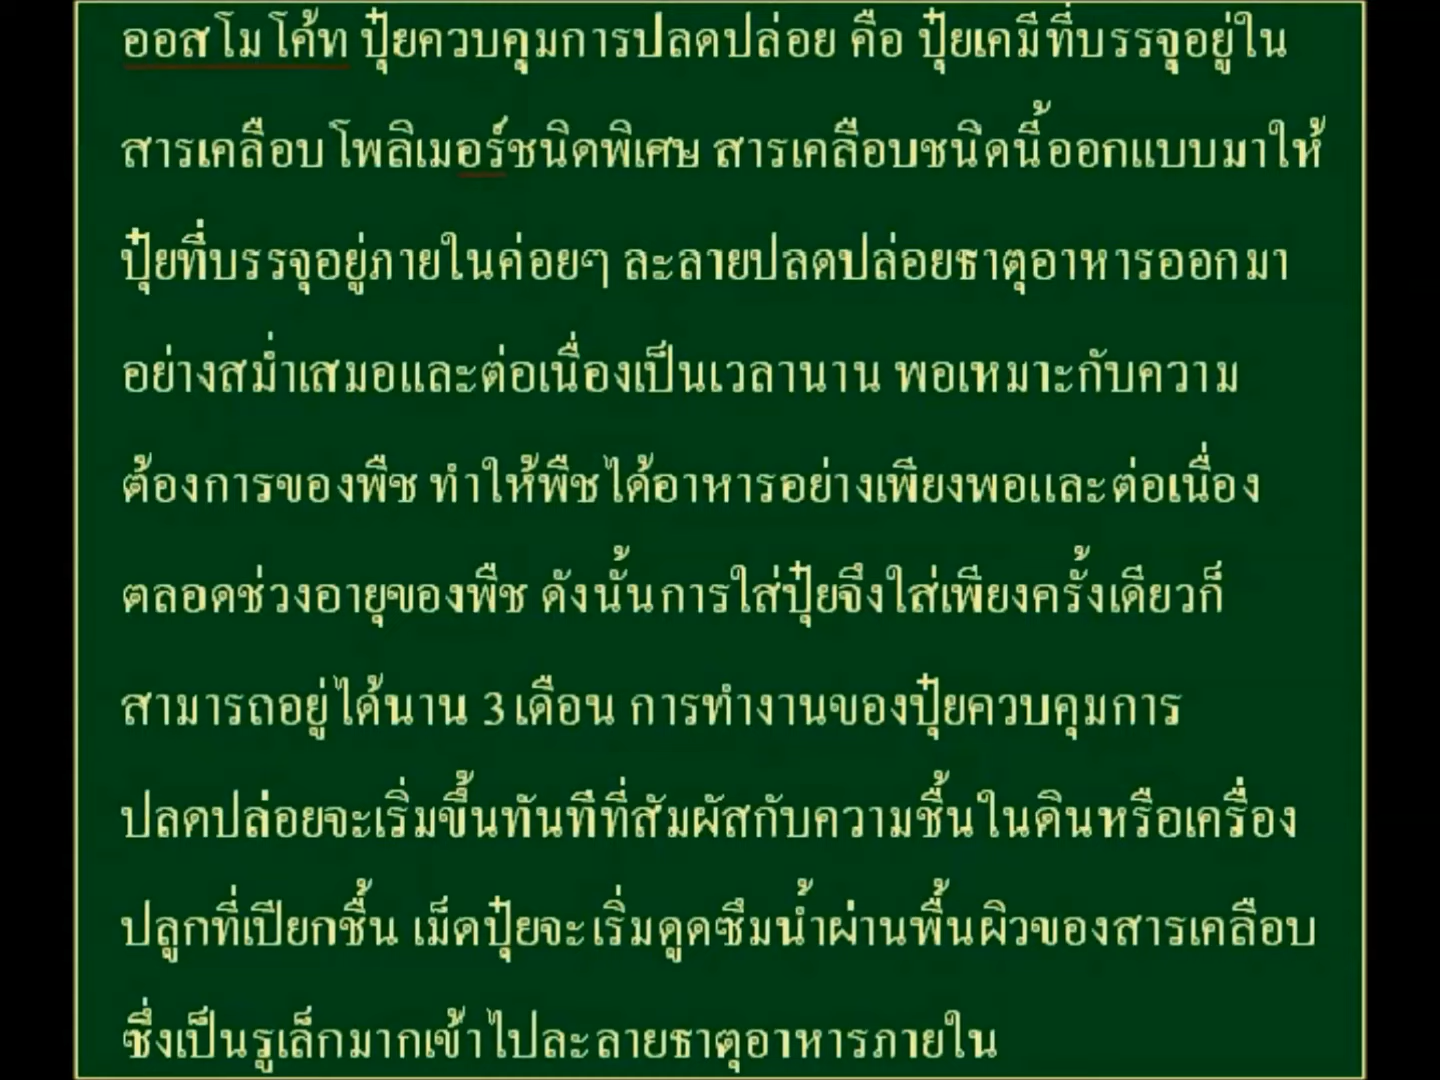 ออสโมโค้ท ปุ๋ยควบคุมการปลดปล่อย คือ ปุ๋ยเคมีที่บรรจุอยู่ใน
สารเคลือบโพลิเมอร์ชนิดพิเศษ สารเคลือบชนิดนี้ออกแบบมาให้
ปุ๋ยที่บรรจุอยู่ภายในค่อยๆ ละลายปลดปล่อยธาตุอาหารออกมา
อย่างสม่ำเสมอและต่อเนื่องเป็นเวลานาน พอเหมาะกับความ
ต้องการของพืช ทำให้พืชได้อาหารอย่างเพียงพอและต่อเนื่อง
ตลอดช่วงอายุของพืช ดังนั้นการใส่ปุ๋ยจึงใส่เพียงครั้งเดียวก็
สามารถอยู่ได้นาน 3 เดือน การทำงานของปุ๋ยควบคุมการ
ปลดปล่อยจะเริ่มขึ้นทันทีที่สัมผัสกับความชื้นในดินหรือเครื่อง
ปลูกที่เปียกชื้น เม็ดปุ๋ยจะเริ่มดูดซึมน้ำผ่านพื้นผิวของสารเคลือบ
ซึ่งเป็นรูเล็กมากเข้าไปละลายธาตุอาหารภายใน